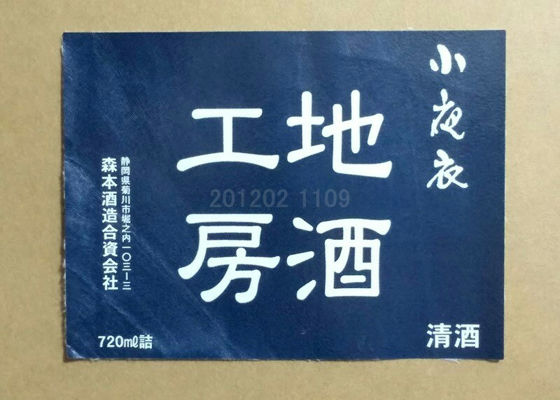 小夜衣
地酒
工房
静岡県菊川市堀之内一〇三一三
森本酒造合資会社
201202 1109
720mℓ詰
清酒